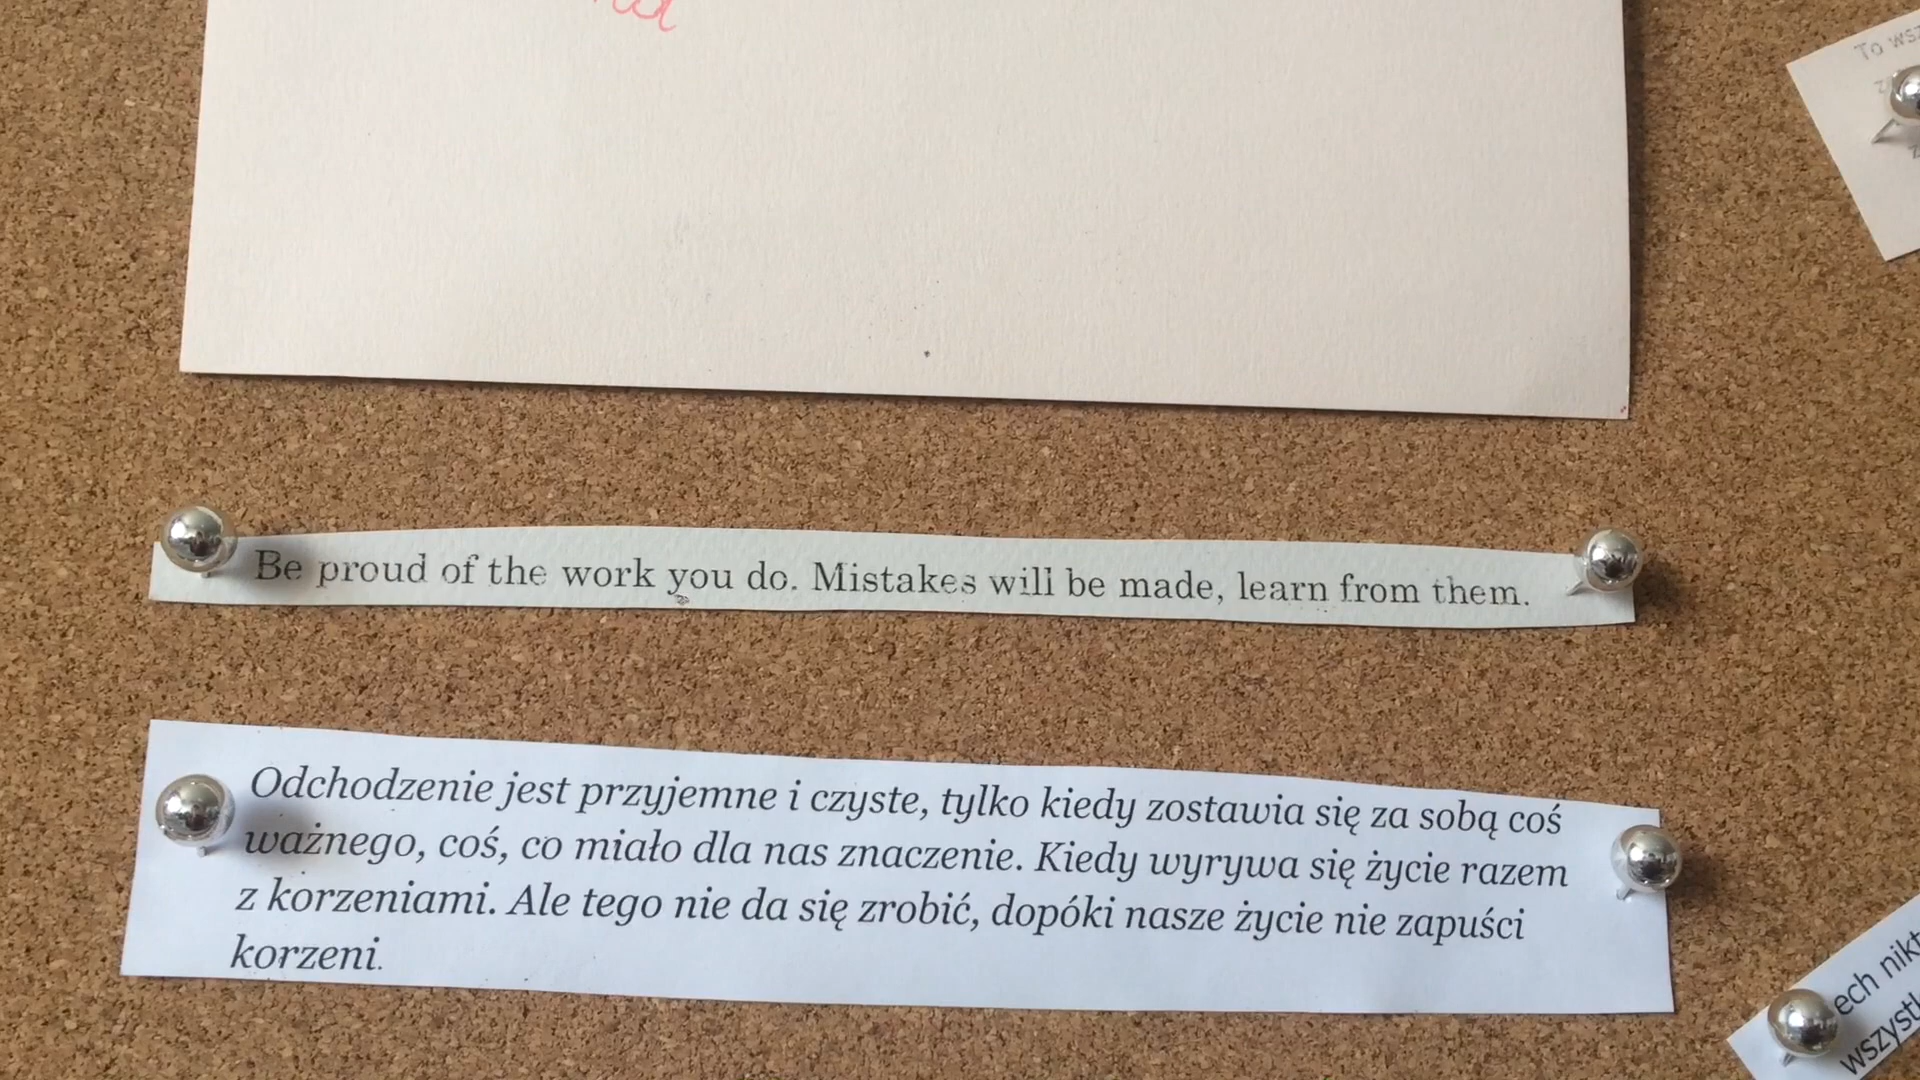 To
Be proud of the work you do. Mistakes will be made, learn from them.
Odchodzenie jest przyjemne i czyste, tylko kiedy zostawia się za sobą coś
ważnego, coś, co miało dla nas znaczenie. Kiedy wyrywa się życie razem
z korzeniami. Ale tego nie da się zrobić, dopóki nasze życie nie zapuści
korzeni.